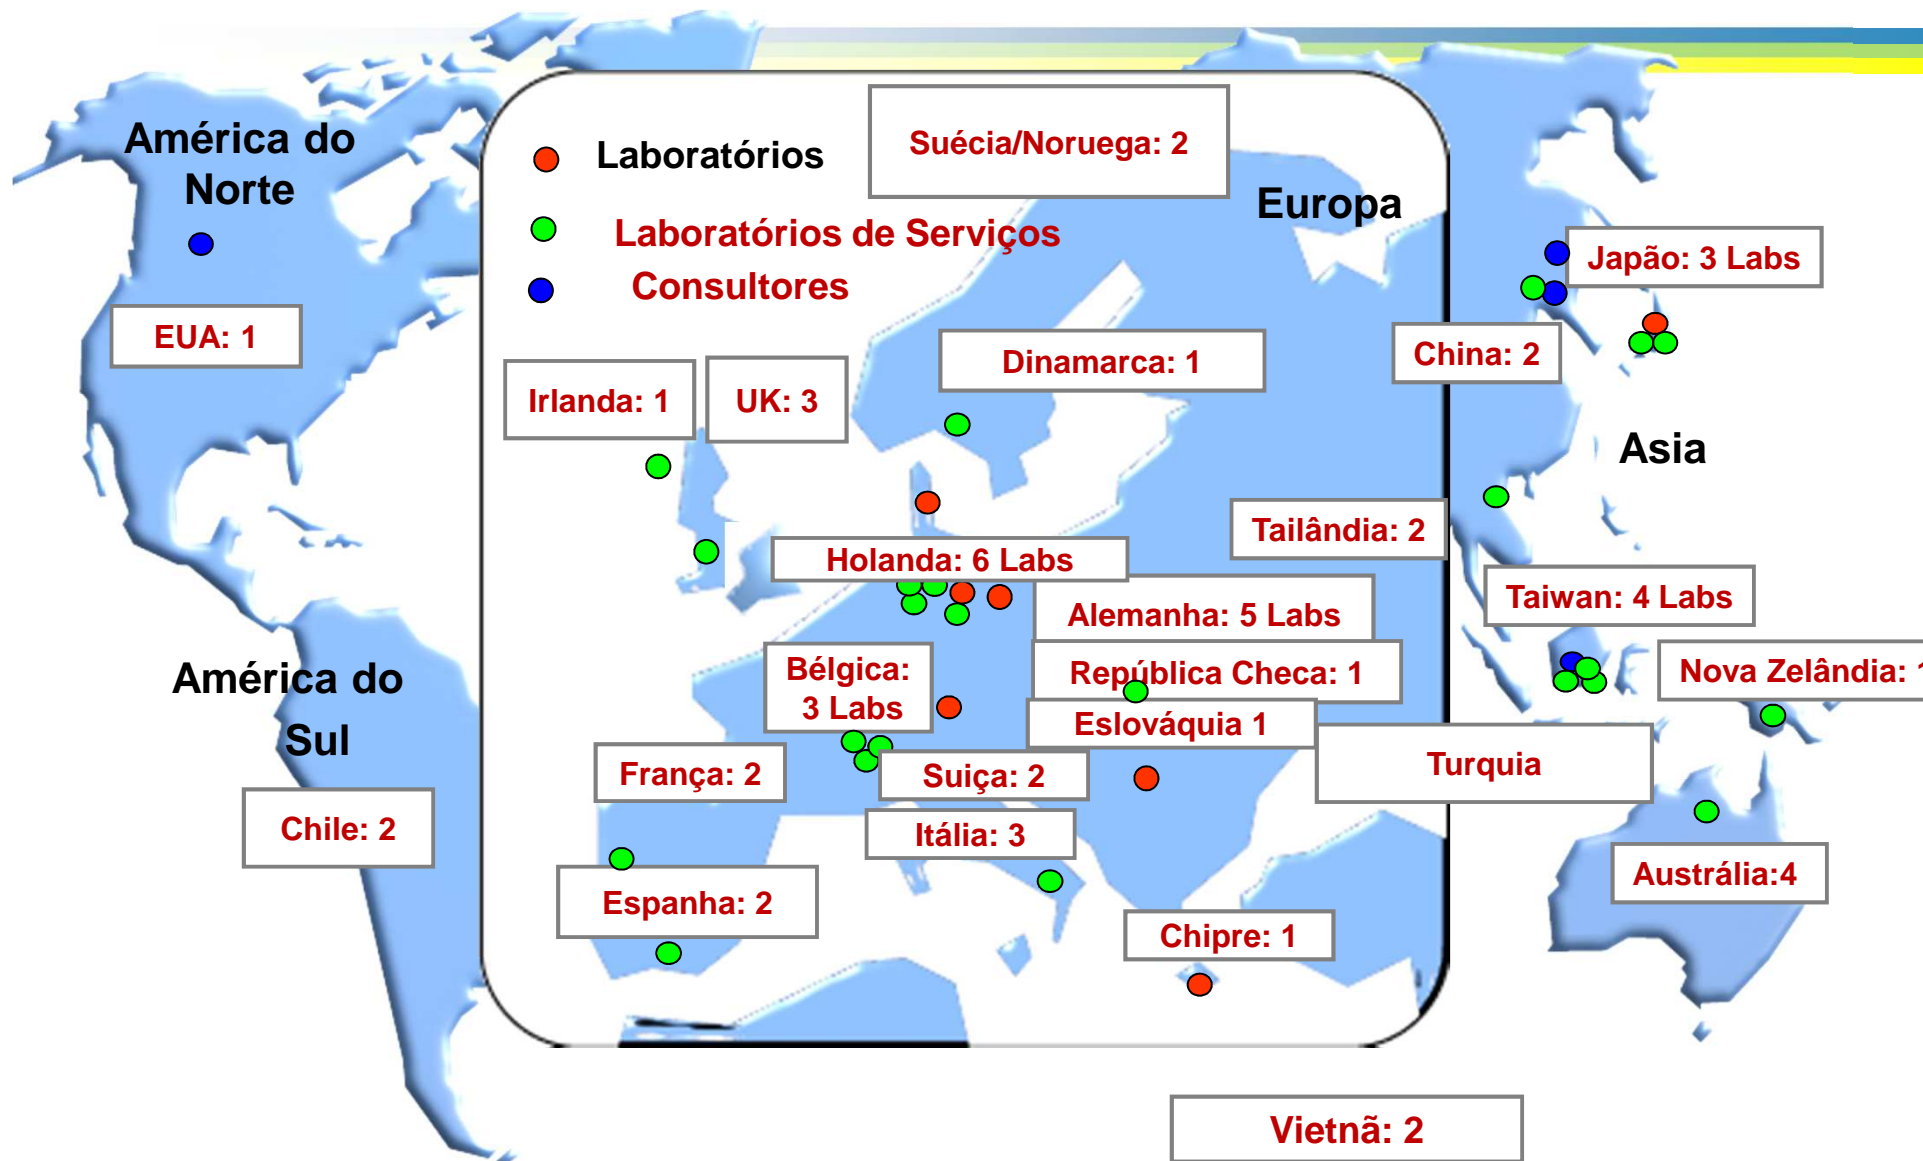 América do
Norte
Laboratórios
Laboratórios de Serviços
Consultores
Suécia/Noruega: 2
Europa
Japão: 3 Labs
EUA: 1
Irlanda: 1
UK: 3
Dinamarca: 1
China: 2
Asia
Tailândia: 2
Holanda: 6 Labs
Alemanha: 5 Labs
Taiwan: 4 Labs
América do
Sul
Bélgica:
3 Labs
República Checa: 1
Nova Zelândia: 1
Eslováquia 1
França: 2
Suiça: 2
Turquia
Chile: 2
Itália: 3
Austrália:4
Espanha: 2
Chipre: 1
Vietnã: 2